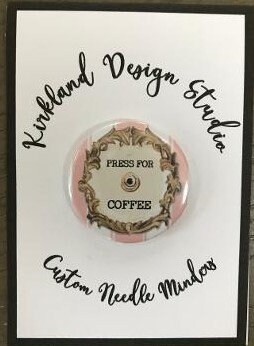 Kirkland Design Studio
PRESS FOR
COFFEE
Custom Needle Minders